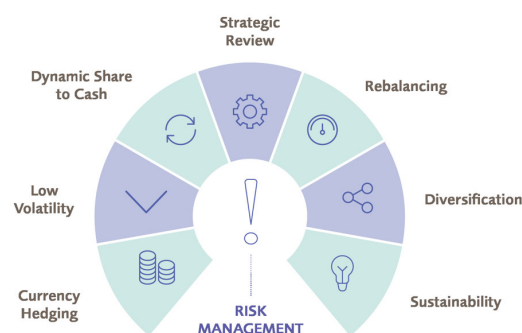 Strategic
Review
Dynamic Share
to Cash
Rebalancing
Low
Volatility
Diversification
Currency
Hedging
Sustainability
RISK
MANAGEMENT